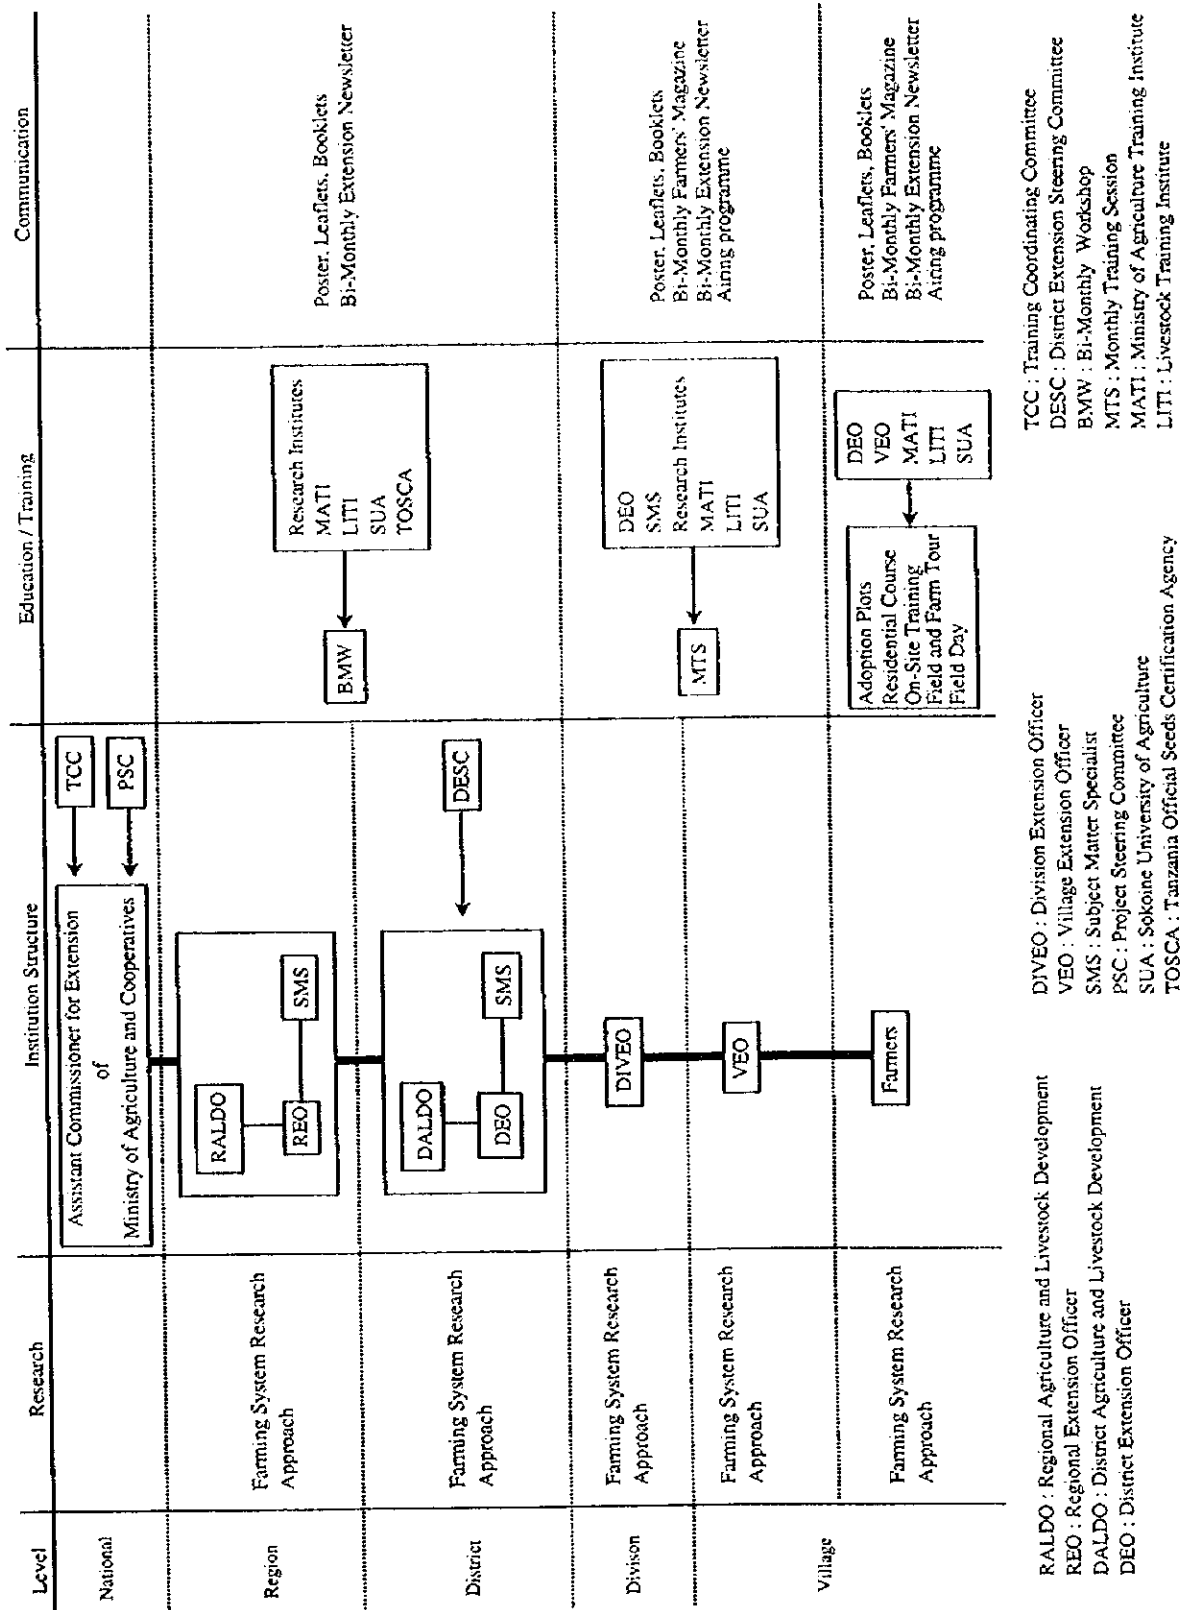 Level
Research
Institution Structure
Education / Training
Communication
National
Assistant Commissioner for Extension
of
Ministry of Agriculture and Cooperatives
TCC
PSC
Region
Farming System Research
Approach
RALDO
REO
SMS
BMW
Research Institutes
MATI
LITI
SUA
TOSCA
Poster, Leaflets, Booklets
Bi-Monthly Extension Newsletter
District
Farming System Research
Approach
DALDO
DEO
SMS
DESC
Divison
Farming System Research
Approach
DIVEO
MTS
DEO
SMS
Research Institutes
MATI
LITI
SUA
Poster, Leaflets, Booklets
Bi-Monthly Farmers' Magazine
Bi-Monthly Extension Newsletter
Airing programme
Village
Farming System Research
Approach
VEO
Farming System Research
Approach
Farmers
Adoption Plots
Residential Course
On-Site Training
Field and Farm Tour
Field Day
DEO
VEO
MATI
LITI
SUA
Poster, Leaflets, Booklets
Bi-Monthly Farmers' Magazine
Bi-Monthly Extension Newsletter
Airing programme
RALDO : Regional Agriculture and Livestock Development
REO : Regional Extension Officer
DALDO : District Agriculture and Livestock Development
DEO : District Extension Officer
DIVEO : Division Extension Officer
VEO : Village Extension Officer
SMS : Subject Matter Specialist
PSC : Project Steering Committee
SUA : Sokoine University of Agriculture
TOSCA : Tanzania Official Seeds Certification Agency
TCC : Training Coordinating Committee
DESC : District Extension Steering Committee
BMW : Bi-Monthly Workshop
MTS : Monthly Training Session
MATI : Ministry of Agriculture Training Institute
LITI : Livestock Training Institute